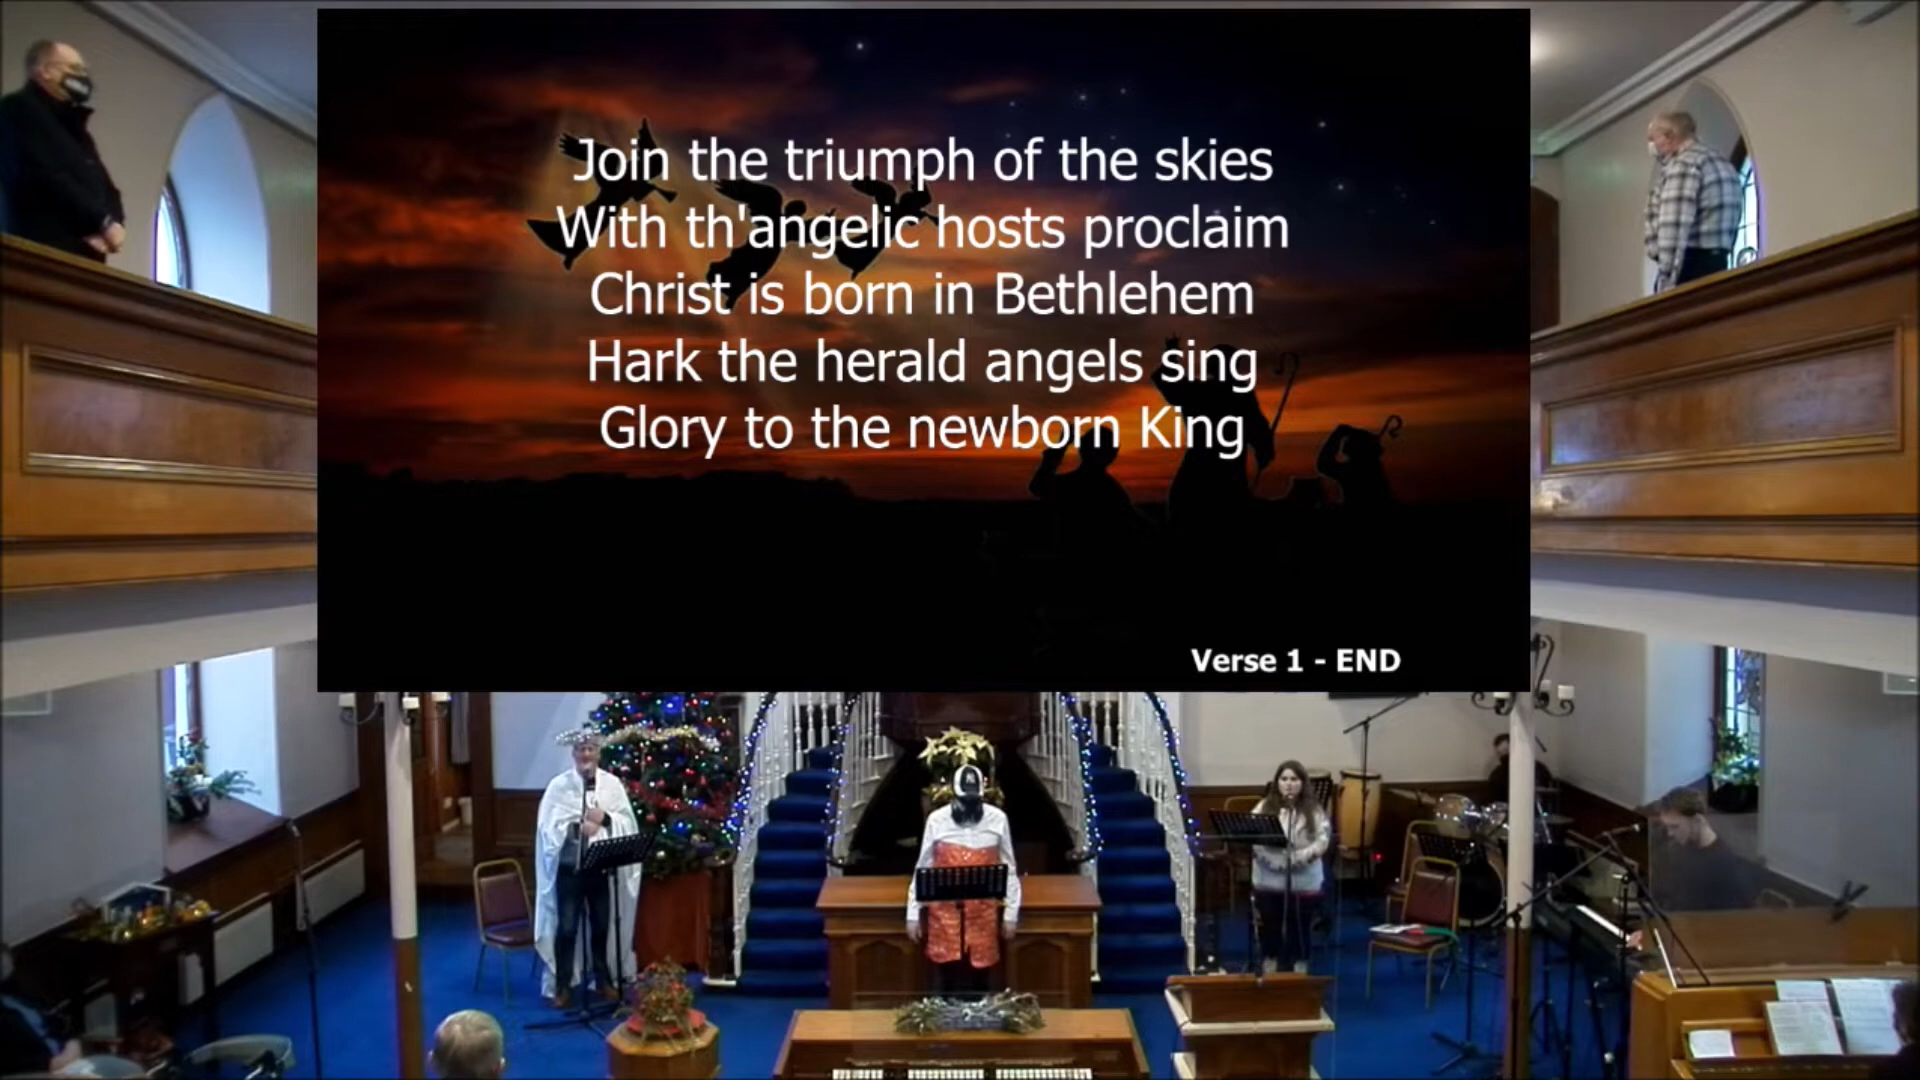 Join the triumph of the skies
With th'angelic hosts proclaim
Christ is born in Bethlehem
Hark the herald angels sing
Glory to the newborn King
Verse 1 - END